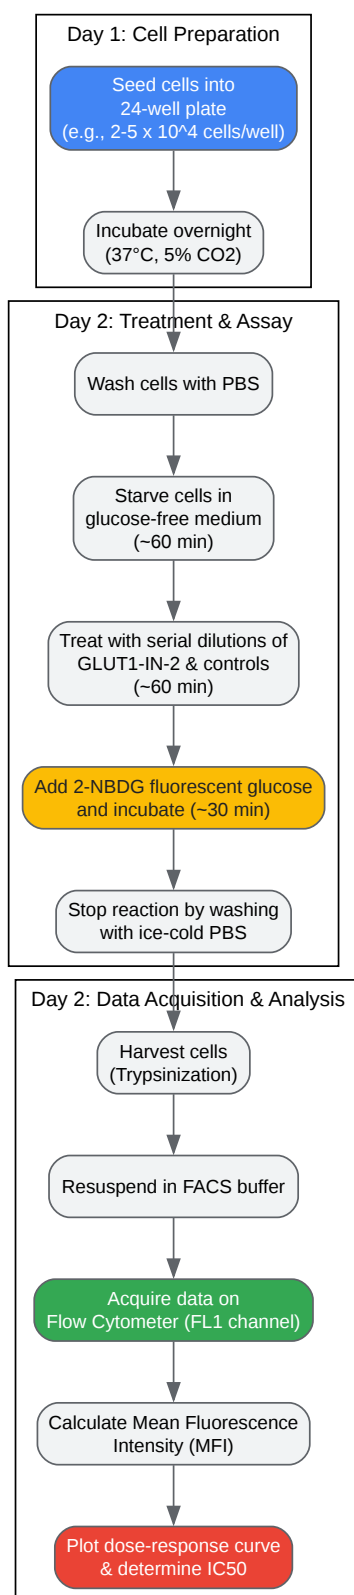 Day 1: Cell Preparation
Seed cells into
24-well plate
(e.g., 2-5 x 10^4 cells/well)
Incubate overnight
(37°C, 5% CO2)
Day 2: Treatment & Assay
Wash cells with PBS
Starve cells in
glucose-free medium
(~60 min)
Treat with serial dilutions of
GLUT1-IN-2 & controls
(~60 min)
Add 2-NBDG fluorescent glucose
and incubate (~30 min)
Stop reaction by washing
with ice-cold PBS
Day 2: Data Acquisition & Analysis
Harvest cells
(Trypsinization)
Resuspend in FACS buffer
Acquire data on
Flow Cytometer (FL1 channel)
Calculate Mean Fluorescence
Intensity (MFI)
Plot dose-response curve
& determine IC50